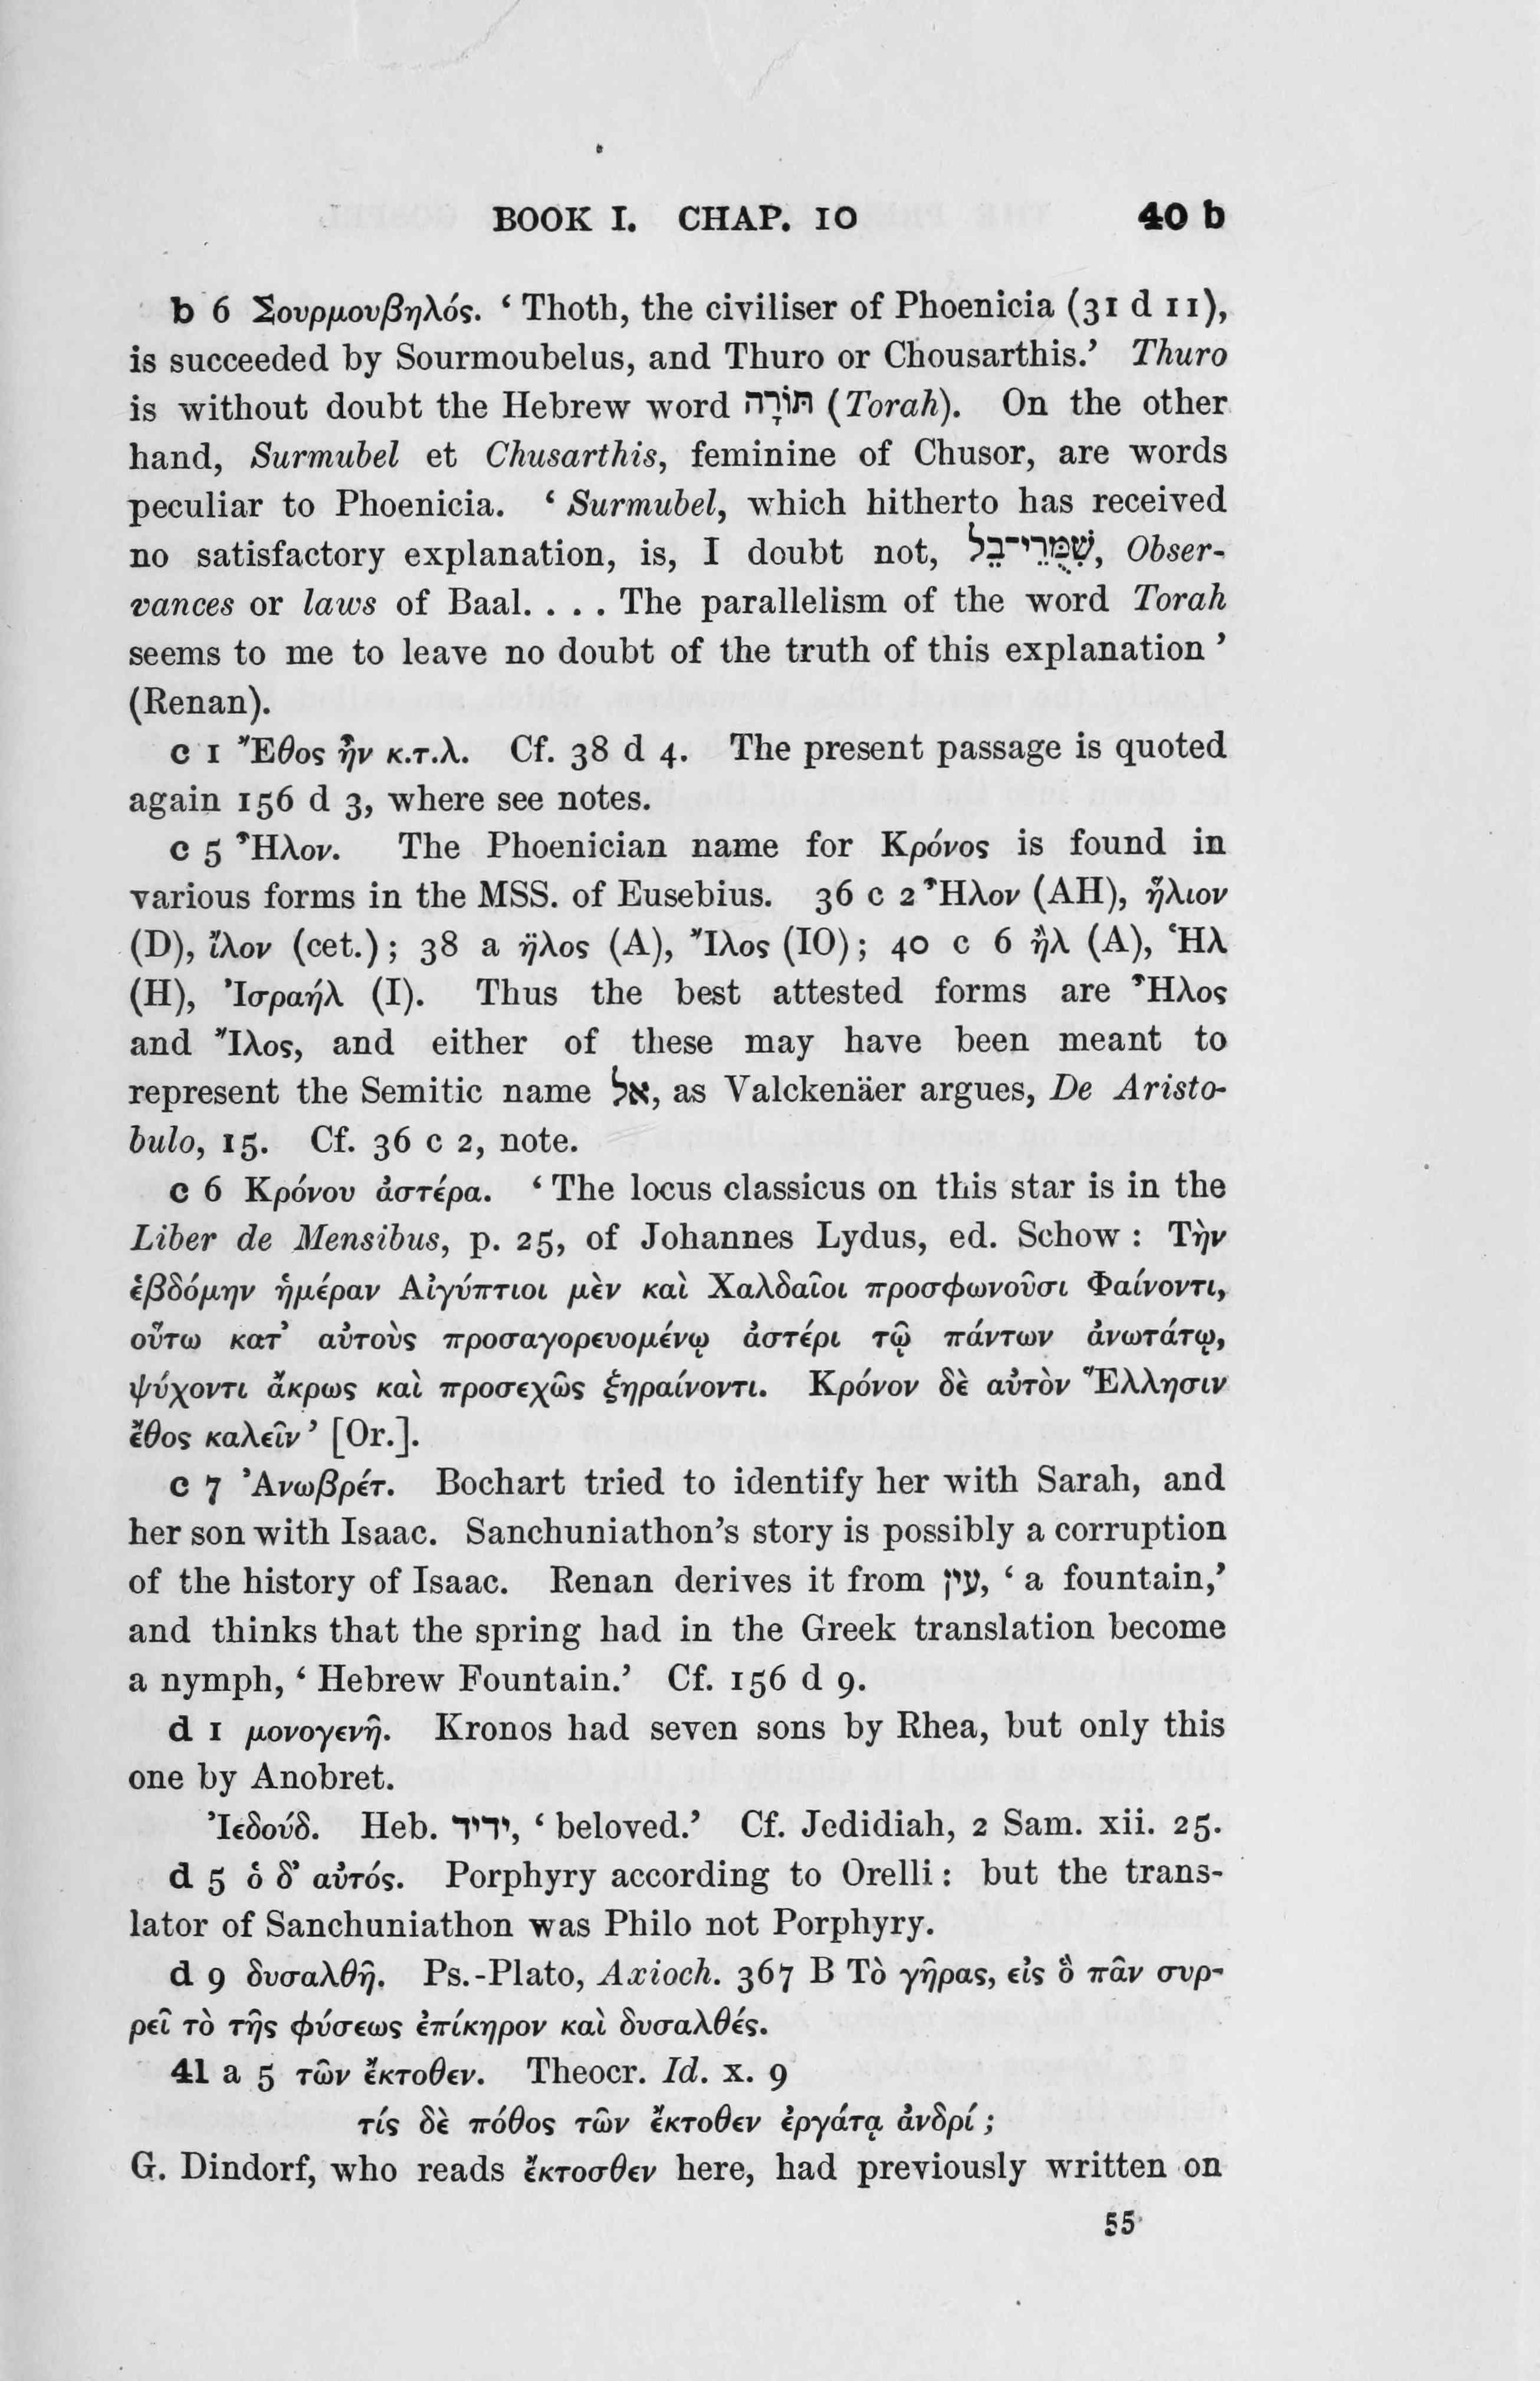 BOOK I. CHAP. 10 40 b
b 6 Σουρμουβηλός. ‘ Thoth, the civiliser of Phoenicia (31 d 11),
is succeeded by Sourmoubelus, and Thuro or Chousarthis.’ Thuro
is without doubt the Hebrew word תּוֹרָה (Torah). On the other
hand, Surmubel et Chusarthis, feminine of Chusor, are words
peculiar to Phoenicia. ‘ Surmubel, which hitherto has received
no satisfactory explanation, is, I doubt not, שִׁמֻּרֵי־בֵל, Obser-
vances or laws of Baal. . . . The parallelism of the word Torah
seems to me to leave no doubt of the truth of this explanation ’
(Renan).
c 1 Ἔθος ἦν κ.τ.λ. Cf. 38 d 4. The present passage is quoted
again 156 d 3, where see notes.
c 5 Ἦλον. The Phoenician name for Κρόνος is found in
various forms in the MSS. of Eusebius. 36 c 2 Ἦλον (AH), ἥλιον
(D), ἴλον (cet.) ; 38 a ἤλος (A), Ἴλος (IO) ; 40 c 6 ἢλ (A), Ἡλ
(H), Ἰσραήλ (I). Thus the best attested forms are Ἦλος
and Ἴλος, and either of these may have been meant to
represent the Semitic name אל, as Valckenäer argues, De Aristo-
bulo, 15. Cf. 36 c 2, note.
c 6 Κρόνου ἀστέρα. ‘ The locus classicus on this star is in the
Liber de Mensibus, p. 25, of Johannes Lydus, ed. Schow : Τὴν
ἑβδόμην ἡμέραν Αἰγύπτιοι μὲν καὶ Χαλδαῖοι προσφωνοῦσι Φαίνοντι,
οὕτω κατ’ αὐτοὺς προσαγορευομένῳ ἀστέρι τῷ πάντων ἀνωτάτῳ,
ψύχοντι ἄκρως καὶ προσεχῶς ξηραίνοντι. Κρόνον δὲ αὐτὸν Ἕλλησιν
ἔθος καλεῖν ’ [Or.].
c 7 Ἀνωβρέτ. Bochart tried to identify her with Sarah, and
her son with Isaac. Sanchuniathon’s story is possibly a corruption
of the history of Isaac. Renan derives it from עין, ‘ a fountain,’
and thinks that the spring had in the Greek translation become
a nymph, ‘ Hebrew Fountain.’ Cf. 156 d 9.
d 1 μονογενῆ. Kronos had seven sons by Rhea, but only this
one by Anobret.
Ἰεδούδ. Heb. ידיד, ‘ beloved.’ Cf. Jedidiah, 2 Sam. xii. 25.
d 5 ὁ δ’ αὐτός. Porphyry according to Orelli : but the trans-
lator of Sanchuniathon was Philo not Porphyry.
d 9 δυσαλθῆ. Ps.-Plato, Axioch. 367 B Τὸ γῆρας, εἰς ὃ πᾶν συρ-
ρεῖ τὸ τῆς φύσεως ἐπίκηρον καὶ δυσαλθές.
41 a 5 τῶν ἔκτοθεν. Theocr. Id. x. 9
τίς δὲ πόθος τῶν ἔκτοθεν ἐργάτᾳ ἀνδρί ;
G. Dindorf, who reads ἔκτοσθεν here, had previously written on
55